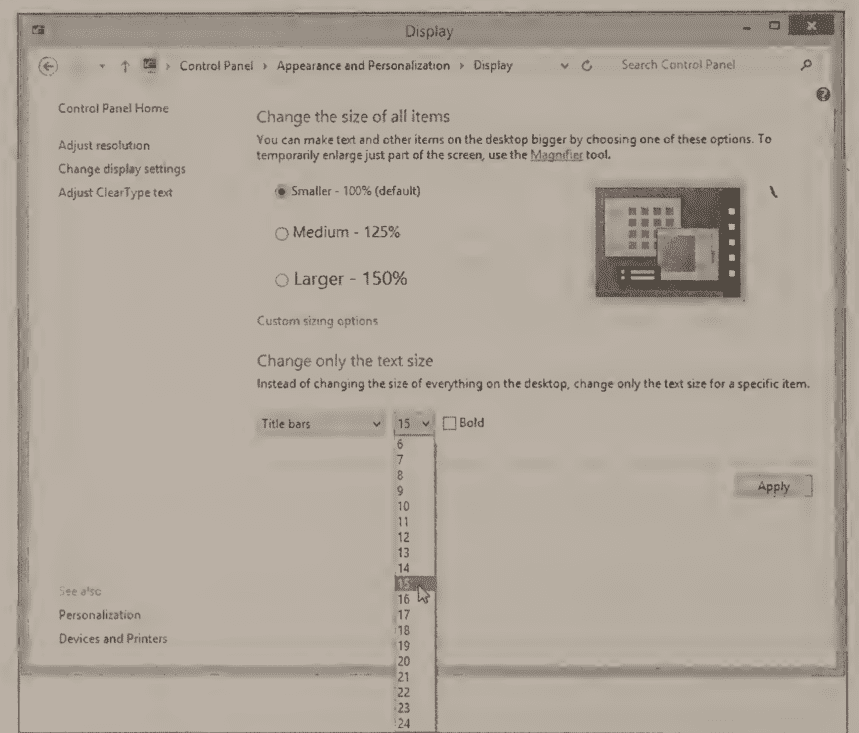 Display
Control Panel › Appearance and Personalization › Display
Search Control Panel
Control Panel Home
Adjust resolution
Change display settings
Adjust ClearType text
Change the size of all items
You can make text and other items on the desktop bigger by choosing one of these options. To
temporarily enlarge just part of the screen, use the Magnifier tool.
Smaller - 100% (default)
Medium - 125%
Larger - 150%
Custom sizing options
Change only the text size
Instead of changing the size of everything on the desktop, change only the text size for a specific item.
Title bars 15 Bold
6
7
8
9
10
11
12
13
14
15
16
17
18
19
20
21
22
23
24
Apply
See also
Personalization
Devices and Printers